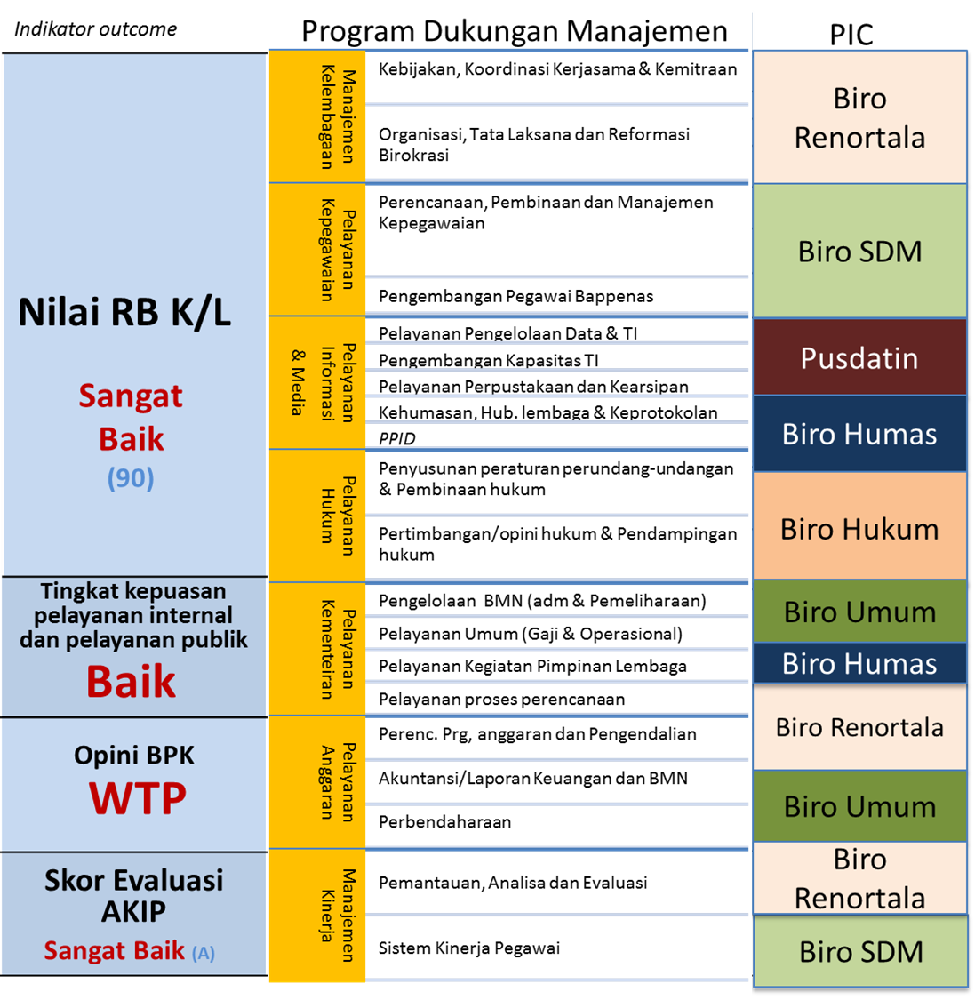 Indikator outcome
Program Dukungan Manajemen
PIC
Nilai RB K/L
Sangat
Baik
(90)
Manajemen
Kelembagaan
Kebijakan, Koordinasi Kerjasama & Kemitraan
Organisasi, Tata Laksana dan Reformasi
Birokrasi
Biro
Renortala
Pelayanan
Kepegawaian
Perencanaan, Pembinaan dan Manajemen
Kepegawaian
Pengembangan Pegawai Bappenas
Biro SDM
Pelayanan
Informasi
& Media
Pelayanan Pengelolaan Data & TI
Pengembangan Kapasitas TI
Pelayanan Perpustakaan dan Kearsipan
Kehumasan, Hub. lembaga & Keprotokolan
PPID
Pusdatin
Biro Humas
Pelayanan
Hukum
Penyusunan peraturan perundang-undangan
& Pembinaan hukum
Pertimbangan/opini hukum & Pendampingan
hukum
Biro Hukum
Tingkat kepuasan
pelayanan internal
dan pelayanan publik
Baik
Pelayanan
Kementeiran
Pengelolaan BMN (adm & Pemeliharaan)
Pelayanan Umum (Gaji & Operasional)
Pelayanan Kegiatan Pimpinan Lembaga
Pelayanan proses perencanaan
Biro Umum
Biro Humas
Biro Renortala
Opini BPK
WTP
Pelayanan
Anggaran
Perenc. Prg, anggaran dan Pengendalian
Akuntansi/Laporan Keuangan dan BMN
Perbendaharaan
Biro Umum
Skor Evaluasi
AKIP
Sangat Baik (A)
Manajemen
Kinerja
Pemantauan, Analisa dan Evaluasi
Sistem Kinerja Pegawai
Biro
Renortala
Biro SDM